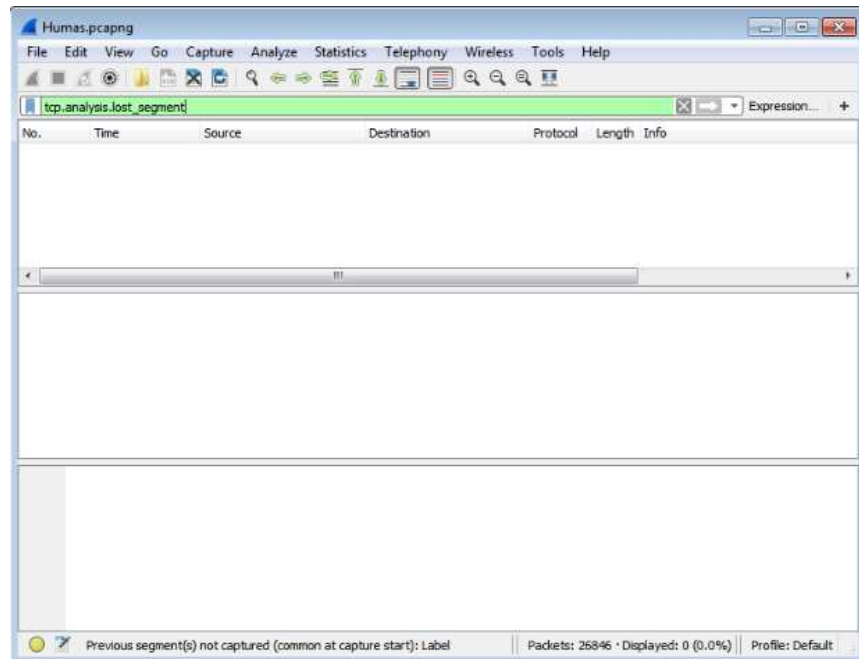 Humas.pcapng
File Edit View Go Capture Analyze Statistics Telephony Wireless Tools Help
tcp.analysis.lost_segment
Expression... +
No. Time Source Destination Protocol Length Info
Previous segment(s) not captured (common at capture start): Label
Packets: 26846 · Displayed: 0 (0.0%)
Profile: Default